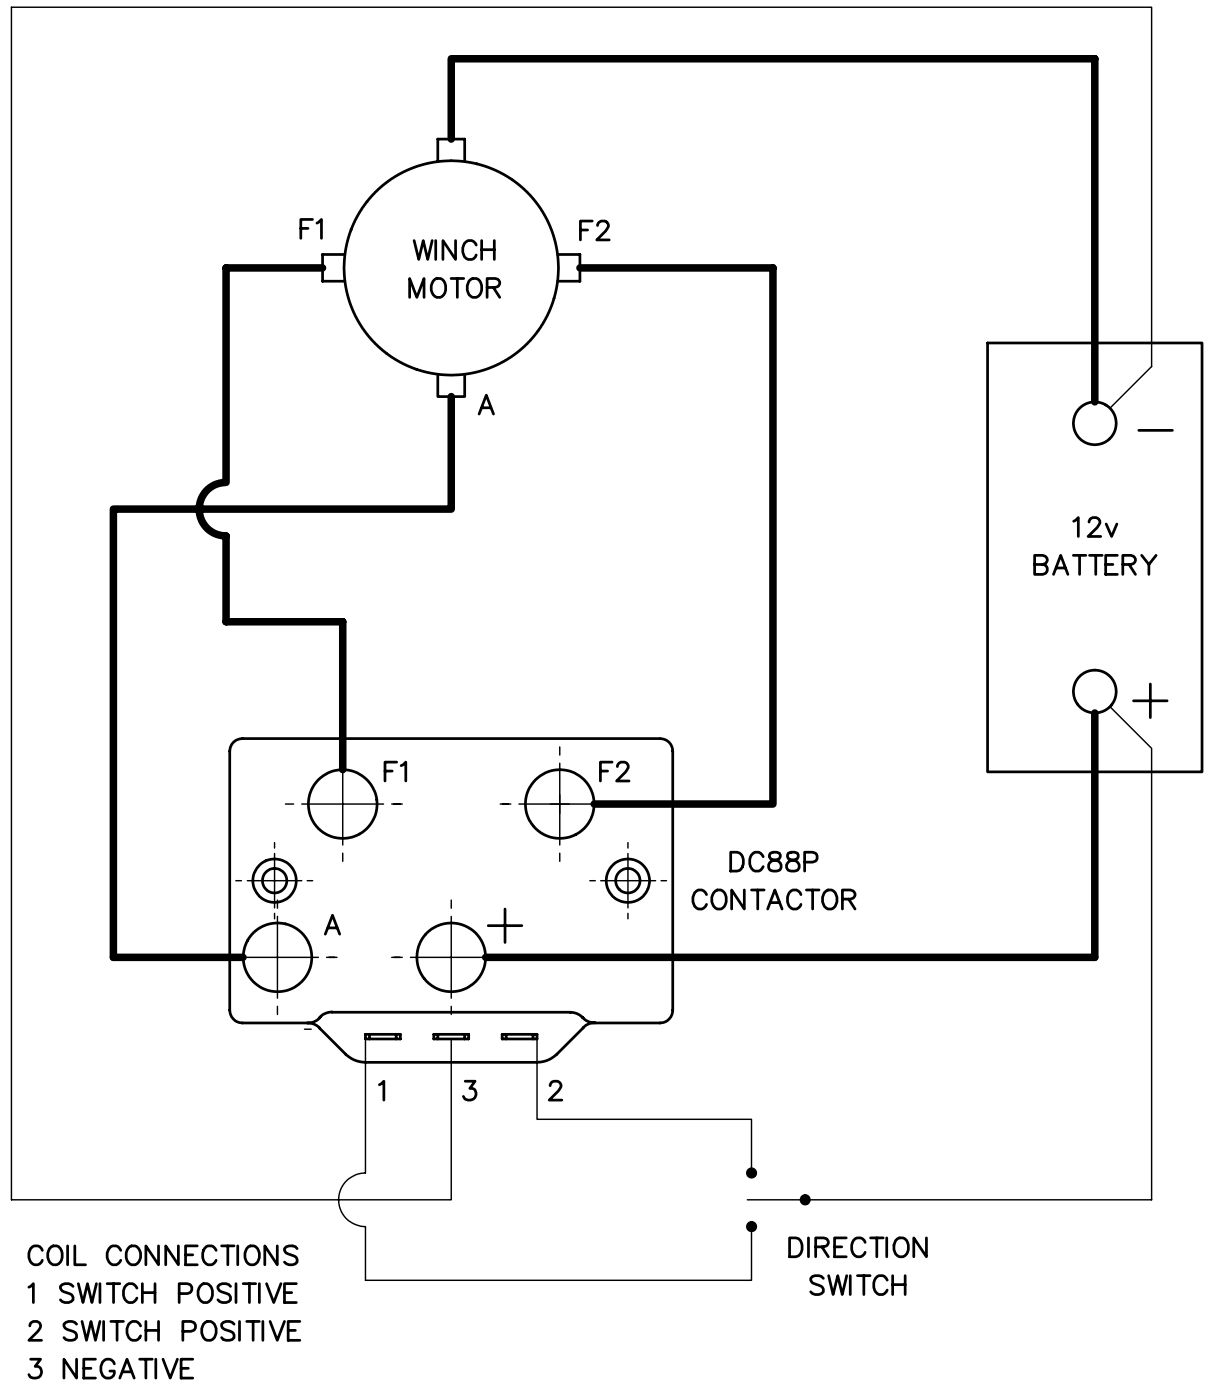 F1
F2
WINCH
MOTOR
A
—
12v
BATTERY
+
F1
F2
DC88P
CONTACTOR
A
+
1
3
2
DIRECTION
SWITCH
COIL CONNECTIONS
1 SWITCH POSITIVE
2 SWITCH POSITIVE
3 NEGATIVE